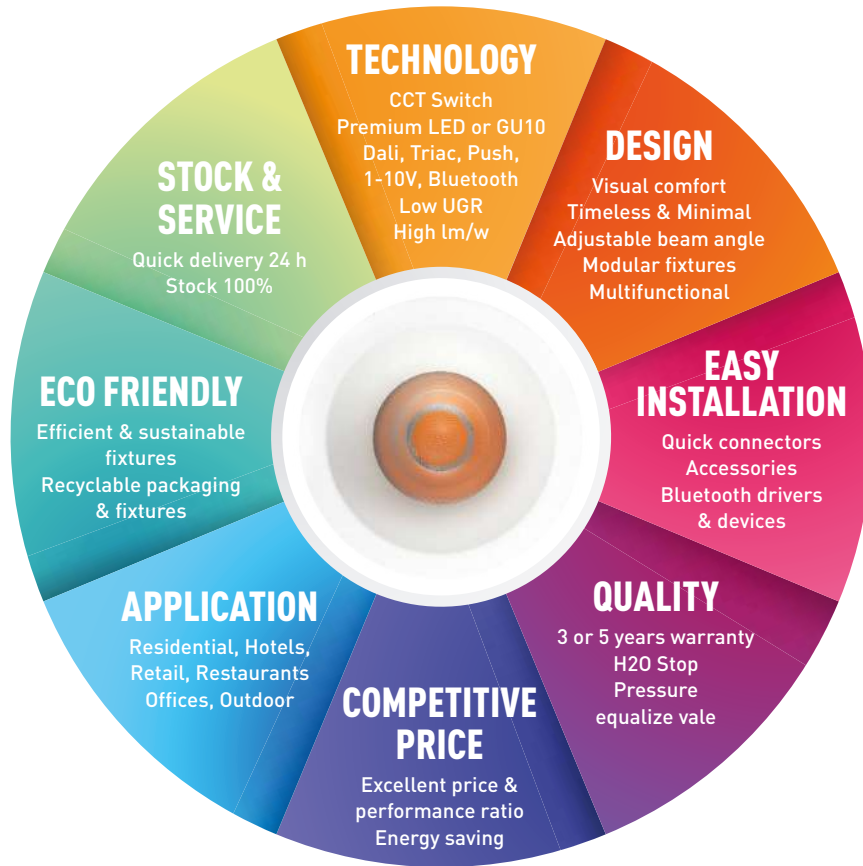 TECHNOLOGY
CCT Switch
Premium LED or GU10
Dali, Triac, Push,
1-10V, Bluetooth
Low UGR
High lm/w
DESIGN
Visual comfort
Timeless & Minimal
Adjustable beam angle
Modular fixtures
Multifunctional
EASY
INSTALLATION
Quick connectors
Accessories
Bluetooth drivers
& devices
QUALITY
3 or 5 years warranty
H2O Stop
Pressure
equalize vale
COMPETITIVE
PRICE
Excellent price &
performance ratio
Energy saving
APPLICATION
Residential, Hotels,
Retail, Restaurants
Offices, Outdoor
ECO FRIENDLY
Efficient & sustainable
fixtures
Recyclable packaging
& fixtures
STOCK &
SERVICE
Quick delivery 24 h
Stock 100%